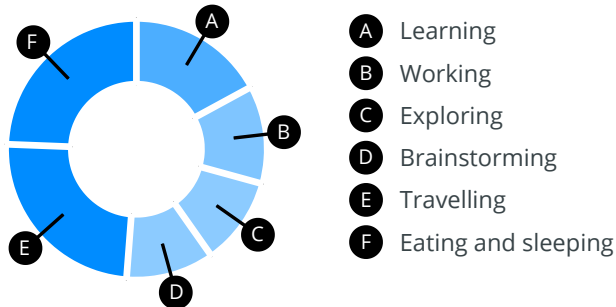 A
B
C
D
E
F
A Learning
B Working
C Exploring
D Brainstorming
E Travelling
F Eating and sleeping